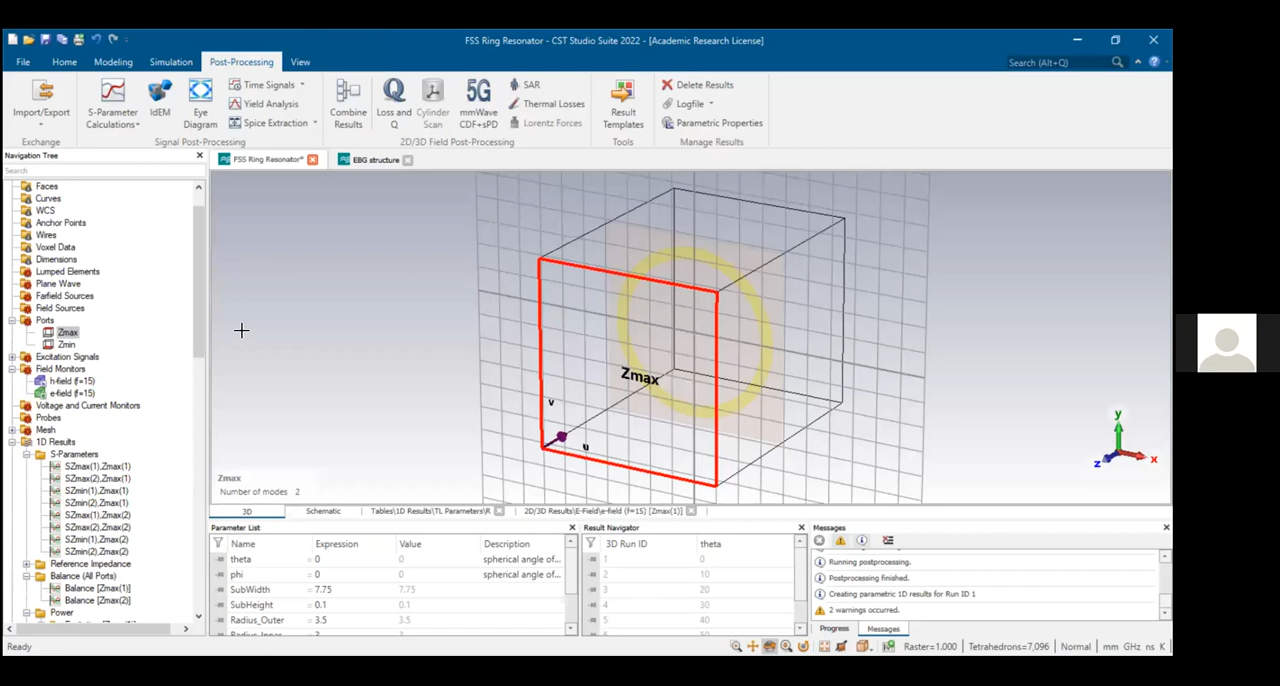 FSS Ring Resonator - CST Studio Suite 2022 - [Academic Research License]
File Home Modeling Simulation Post-Processing View Search (Alt+Q)
Import/Export
S-Parameter Calculations
IdEM
Eye Diagram
Time Signals
Yield Analysis
Spice Extraction
Combine Results
Loss and Q
Cylinder Scan
5G
mmWave CDF+sPD
SAR
Thermal Losses
Lorentz Forces
Result Templates
Delete Results
Logfile
Parametric Properties
Exchange Signal Post-Processing 2D/3D Field Post-Processing Tools Manage Results
Navigation Tree
Search
FSS Ring Resonator* EBG structure
Faces
Curves
WCS
Anchor Points
Wires
Voxel Data
Dimensions
Lumped Elements
Plane Wave
Farfield Sources
Field Sources
Ports
Zmax
Zmin
Excitation Signals
Field Monitors
h-field (f=15)
e-field (f=15)
Voltage and Current Monitors
Probes
Mesh
1D Results
S-Parameters
SZmax(1),Zmax(1)
SZmax(2),Zmax(1)
SZmin(1),Zmax(1)
SZmin(2),Zmax(1)
SZmax(1),Zmax(2)
SZmax(2),Zmax(2)
SZmin(1),Zmax(2)
SZmin(2),Zmax(2)
Reference Impedance
Balance (All Ports)
Balance [Zmax(1)]
Balance [Zmax(2)]
Power
Zmax
v
u
y
x
z
Zmax
Number of modes 2
3D Schematic Tables\1D Results\TL Parameters\R 2D/3D Results\E-Field\e-field (f=15) [Zmax(1)]
Parameter List
Name Expression Value Description
theta = 0 0 spherical angle of...
phi = 0 0 spherical angle of...
SubWidth = 7.75 7.75
SubHeight = 0.1 0.1
Radius_Outer = 3.5 3.5
Result Navigator
3D Run ID theta
1 0
2 10
3 20
4 30
5 40
Messages
Running postprocessing.
Postprocessing finished.
Creating parametric 1D results for Run ID 1
2 warnings occurred.
Progress Messages
Ready Raster=1.000 Tetrahedrons=7,096 Normal mm GHz ns K